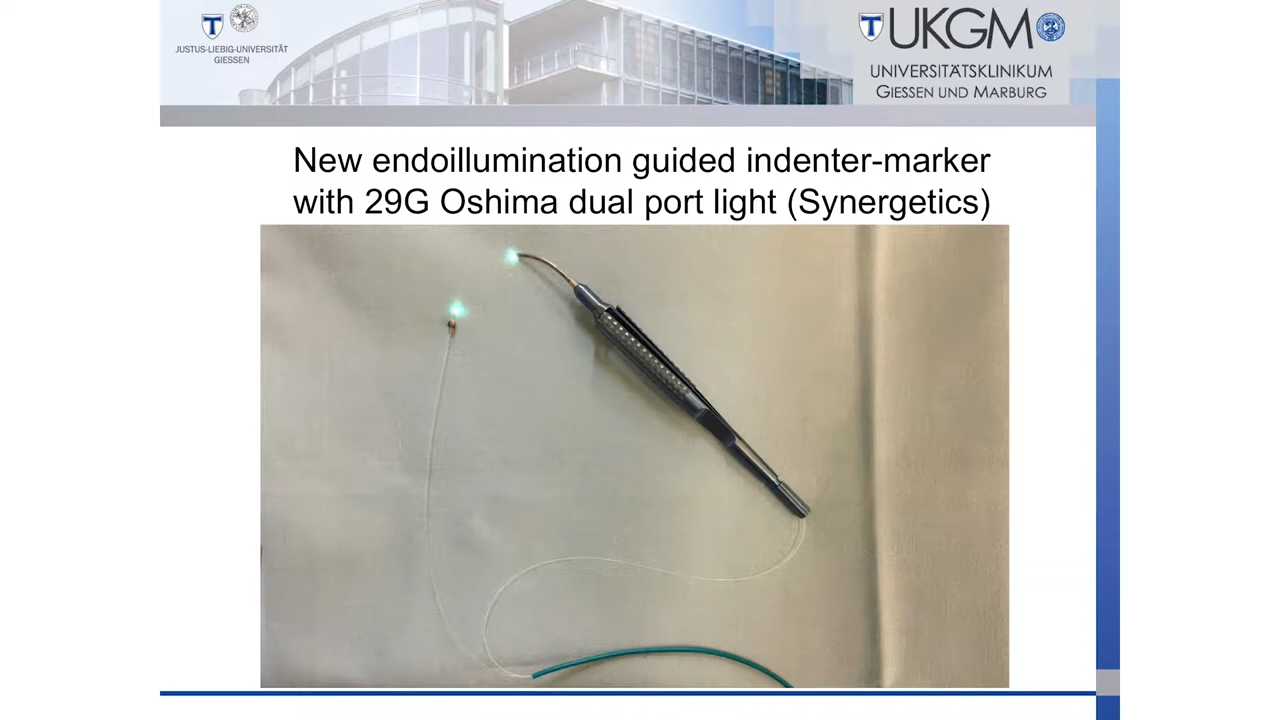 JUSTUS-LIEBIG-UNIVERSITÄT
GIESSEN
UKGM
UNIVERSITÄTSKLINIKUM
GIESSEN UND MARBURG
New endoillumination guided indenter-marker
with 29G Oshima dual port light (Synergetics)